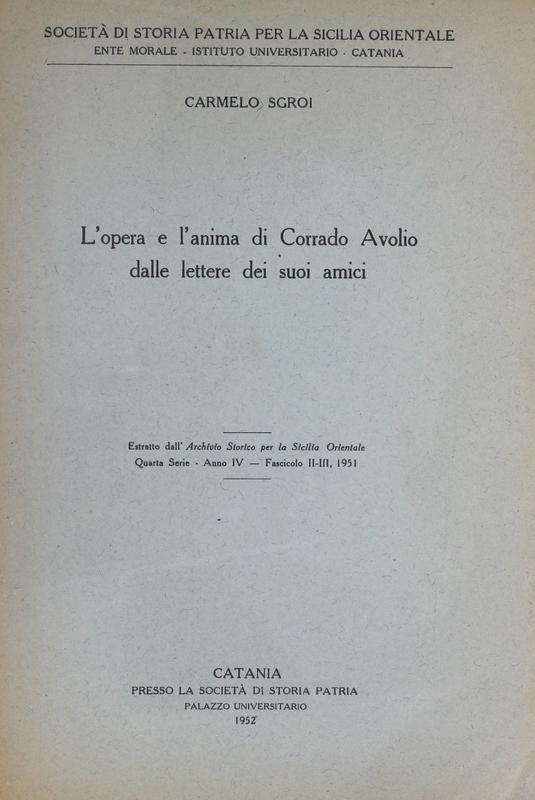 SOCIETÀ DI STORIA PATRIA PER LA SICILIA ORIENTALE
ENTE MORALE - ISTITUTO UNIVERSITARIO - CATANIA
CARMELO SGROI
L'opera e l'anima di Corrado Avolio
dalle lettere dei suoi amici
Estratto dall' Archivio Storico per la Sicilia Orientale
Quarta Serie - Anno IV — Fascicolo II-III, 1951
CATANIA
PRESSO LA SOCIETÀ DI STORIA PATRIA
PALAZZO UNIVERSITARIO
1952